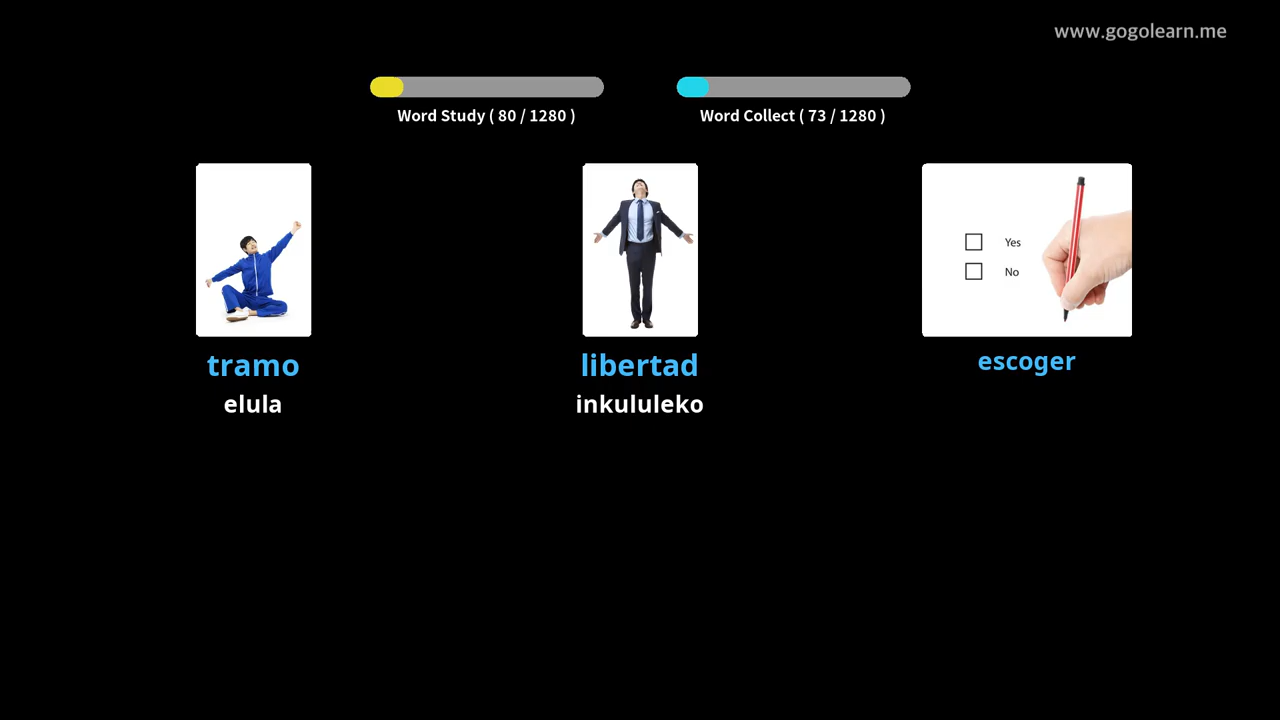 www.gogolearn.me
Word Study ( 80 / 1280 )
Word Collect ( 73 / 1280 )
Yes
No
tramo
libertad
escoger
elula
inkululeko